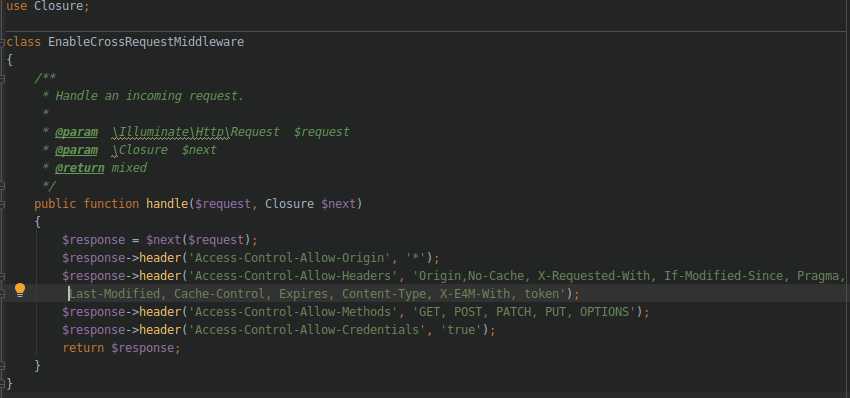 use Closure;
class EnableCrossRequestMiddleware
{
/**
* Handle an incoming request.
*
* @param  \Illuminate\Http\Request  $request
* @param  \Closure  $next
* @return mixed
*/
public function handle($request, Closure $next)
{
$response = $next($request);
$response->header('Access-Control-Allow-Origin', '*');
$response->header('Access-Control-Allow-Headers', 'Origin,No-Cache, X-Requested-With, If-Modified-Since, Pragma,
Last-Modified, Cache-Control, Expires, Content-Type, X-E4M-With, token');
$response->header('Access-Control-Allow-Methods', 'GET, POST, PATCH, PUT, OPTIONS');
$response->header('Access-Control-Allow-Credentials', 'true');
return $response;
}
}